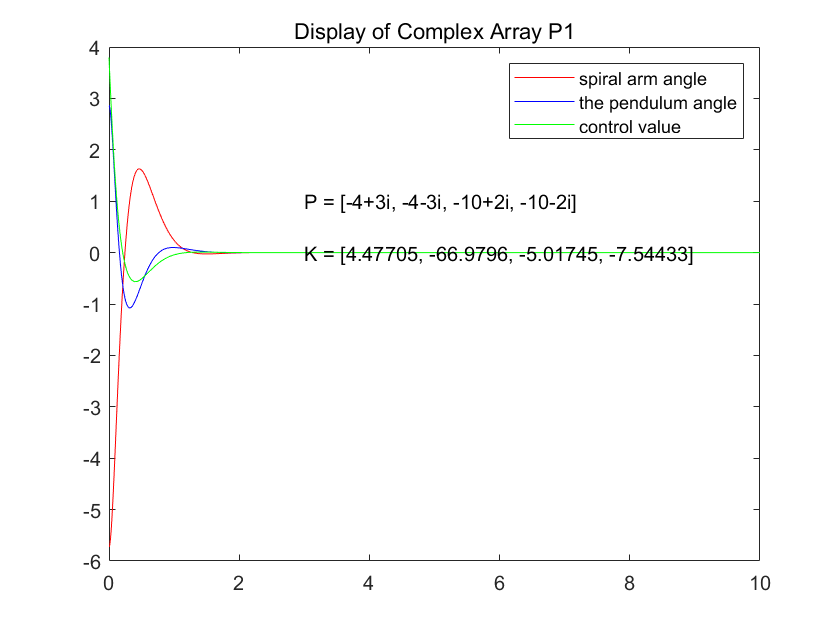 Display of Complex Array P1
4
3
2
1
0
-1
-2
-3
-4
-5
-6
spiral arm angle
the pendulum angle
control value
P = [-4+3i, -4-3i, -10+2i, -10-2i]
K = [4.47705, -66.9796, -5.01745, -7.54433]
0 2 4 6 8 10